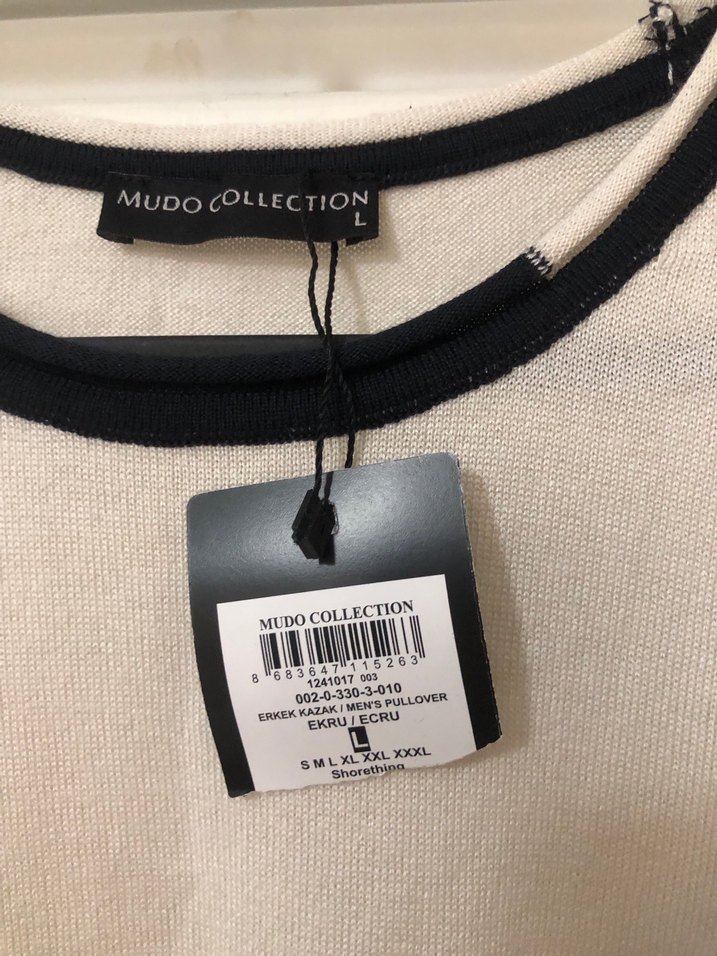 MUDO COLLECTION
L
MUDO COLLECTION
8 683647 115263
1241017 003
002-0-330-3-010
ERKEK KAZAK / MEN'S PULLOVER
EKRU / ECRU
L
S M L XL XXL XXXL
Shorething